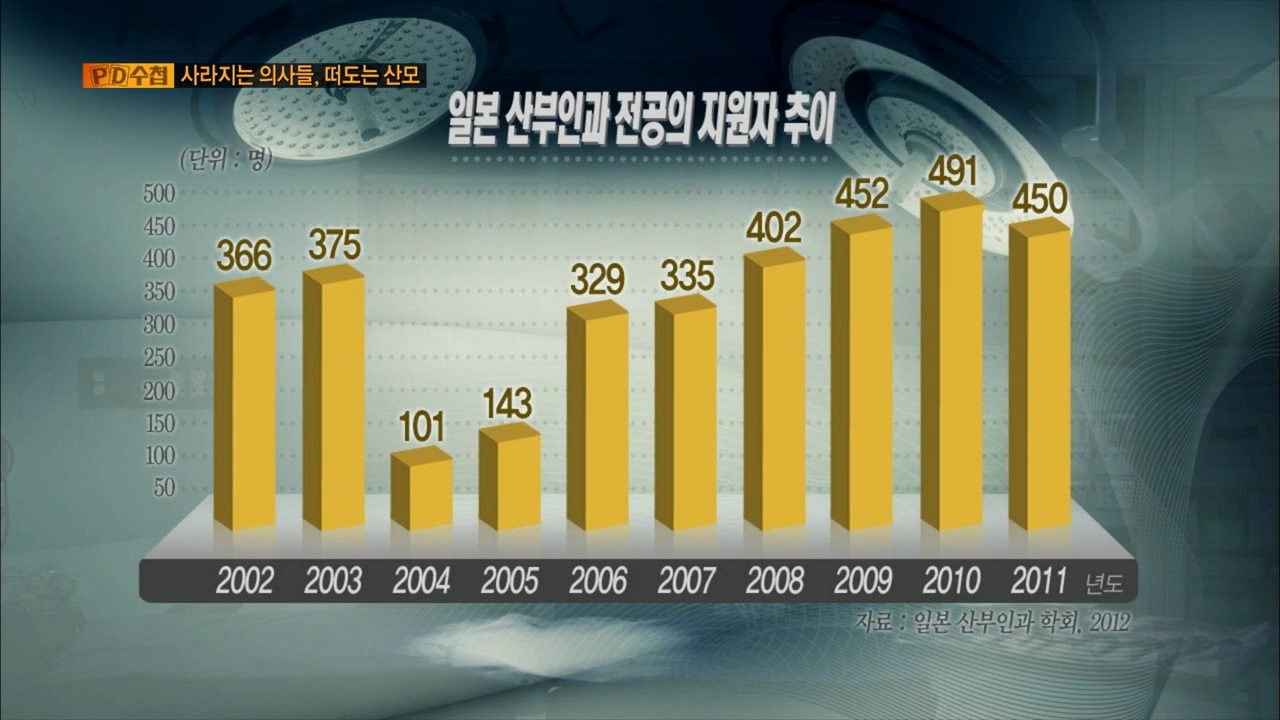 PD수첩 사라지는 의사들, 떠도는 산모
일본 산부인과 전공의 지원자 추이
(단위 : 명)
500
450
400
350
300
250
200
150
100
50
366 375 101 143 329 335 402 452 491 450
2002 2003 2004 2005 2006 2007 2008 2009 2010 2011 년도
자료 : 일본 산부인과 학회, 2012